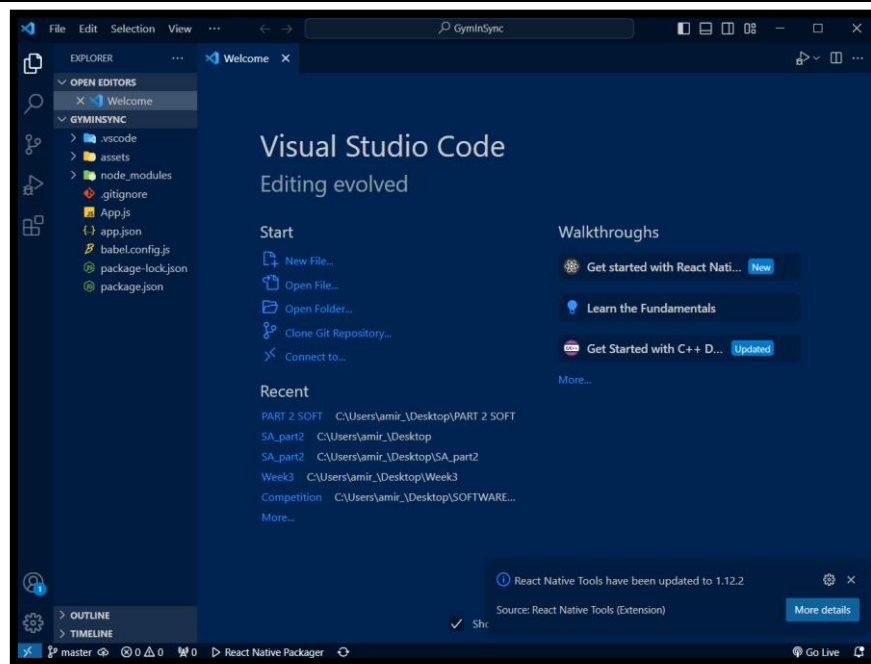 File Edit Selection View ... GymInSync
EXPLORER ...
Welcome
OPEN EDITORS
Welcome
GYMINSYNC
.vscode
assets
node_modules
.gitignore
App.js
app.json
babel.config.js
package-lock.json
package.json
Visual Studio Code
Editing evolved
Start
New File...
Open File...
Open Folder...
Clone Git Repository...
Connect to...
Recent
PART 2 SOFT C:\Users\amir_\Desktop\PART 2 SOFT
SA_part2 C:\Users\amir_\Desktop
SA_part2 C:\Users\amir_\Desktop\SA_part2
Week3 C:\Users\amir_\Desktop\Week3
Competition C:\Users\amir_\Desktop\SOFTWARE...
More...
Walkthroughs
Get started with React Nati... New
Learn the Fundamentals
Get Started with C++ D... Updated
More...
React Native Tools have been updated to 1.12.2
Source: React Native Tools (Extension) More details
OUTLINE
TIMELINE
master 0 0 0 React Native Packager Go Live